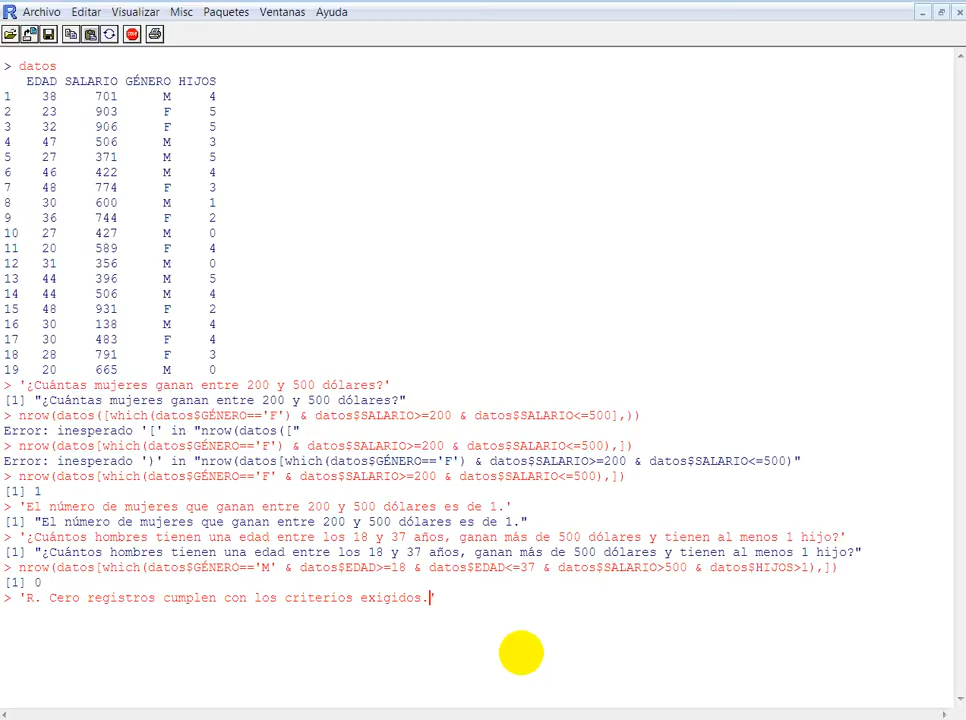 Archivo Editar Visualizar Misc Paquetes Ventanas Ayuda
> datos
EDAD SALARIO GÉNERO HIJOS
1 38 701 M 4
2 23 903 F 5
3 32 906 F 5
4 47 506 M 3
5 27 371 M 5
6 46 422 M 4
7 48 774 F 3
8 30 600 M 1
9 36 744 F 2
10 27 427 M 0
11 20 589 F 4
12 31 356 M 0
13 44 396 M 5
14 44 506 M 4
15 48 931 F 2
16 30 138 M 4
17 30 483 F 4
18 28 791 F 3
19 20 665 M 0
> '¿Cuántas mujeres ganan entre 200 y 500 dólares?'
[1] "¿Cuántas mujeres ganan entre 200 y 500 dólares?"
> nrow(datos([which(datos$GÉNERO=='F') & datos$SALARIO>=200 & datos$SALARIO<=500],))
Error: inesperado '[' in "nrow(datos(["
> nrow(datos[which(datos$GÉNERO=='F') & datos$SALARIO>=200 & datos$SALARIO<=500),])
Error: inesperado ')' in "nrow(datos[which(datos$GÉNERO=='F') & datos$SALARIO>=200 & datos$SALARIO<=500)"
> nrow(datos[which(datos$GÉNERO=='F' & datos$SALARIO>=200 & datos$SALARIO<=500),])
[1] 1
> 'El número de mujeres que ganan entre 200 y 500 dólares es de 1.'
[1] "El número de mujeres que ganan entre 200 y 500 dólares es de 1."
> '¿Cuántos hombres tienen una edad entre los 18 y 37 años, ganan más de 500 dólares y tienen al menos 1 hijo?'
[1] "¿Cuántos hombres tienen una edad entre los 18 y 37 años, ganan más de 500 dólares y tienen al menos 1 hijo?"
> nrow(datos[which(datos$GÉNERO=='M' & datos$EDAD>=18 & datos$EDAD<=37 & datos$SALARIO>500 & datos$HIJOS>1),])
[1] 0
> 'R. Cero registros cumplen con los criterios exigidos.'